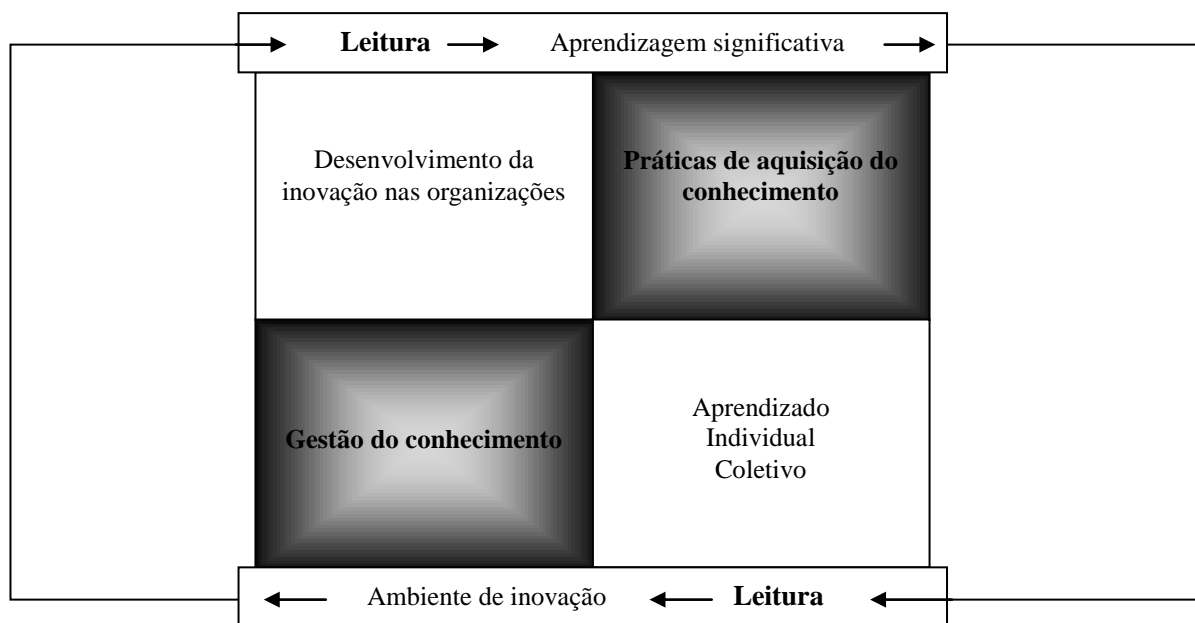 Leitura Aprendizagem significativa
Desenvolvimento da
inovação nas organizações
Práticas de aquisição do
conhecimento
Gestão do conhecimento
Aprendizado
Individual
Coletivo
Ambiente de inovação Leitura